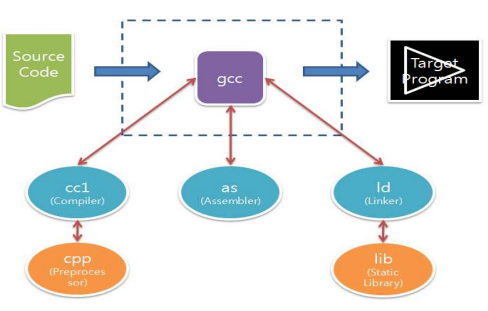 Source
Code
gcc
Target
Program
cc1
(Compiler)
as
(Assembler)
ld
(Linker)
cpp
(Preproces
sor)
lib
(Static
Library)